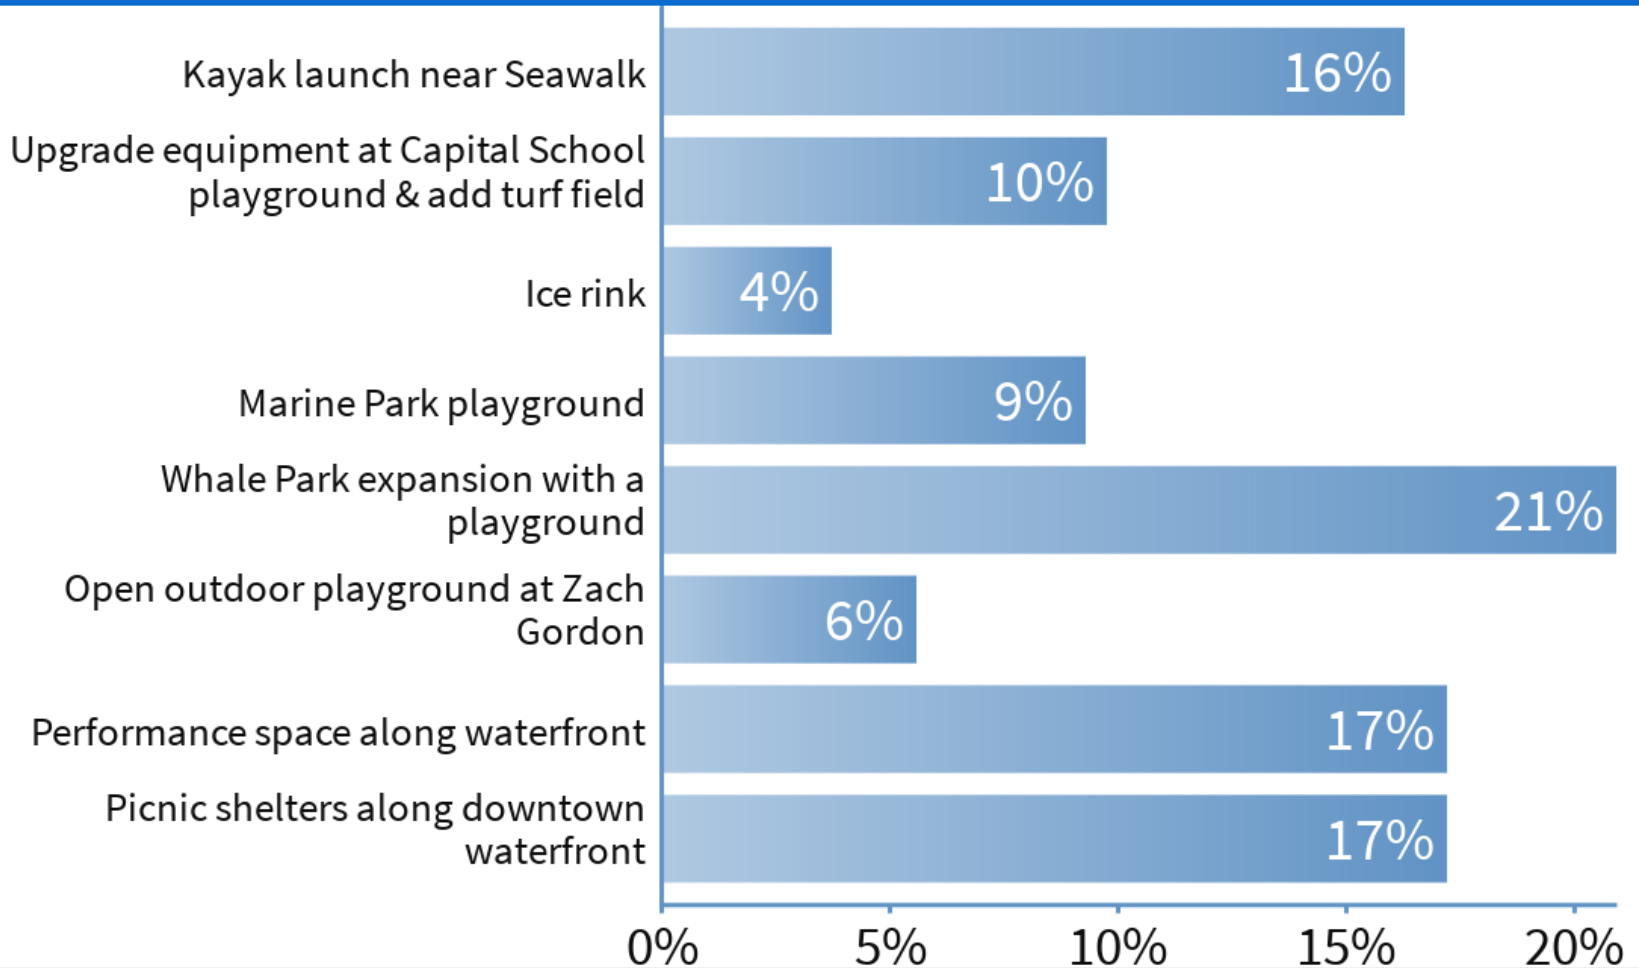 Kayak launch near Seawalk
16%
Upgrade equipment at Capital School
playground & add turf field
10%
Ice rink
4%
Marine Park playground
9%
Whale Park expansion with a
playground
21%
Open outdoor playground at Zach
Gordon
6%
Performance space along waterfront
17%
Picnic shelters along downtown
waterfront
17%
0% 5% 10% 15% 20%